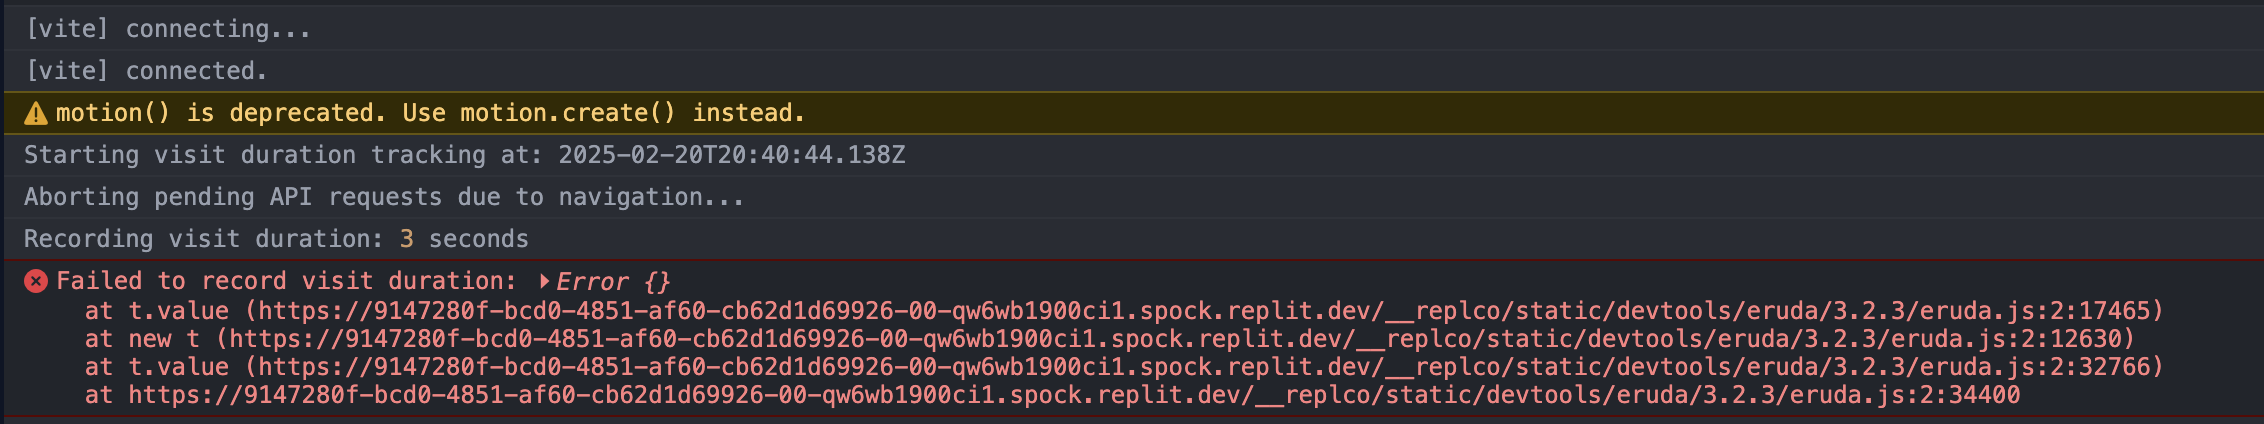 [vite] connecting...
[vite] connected.
motion() is deprecated. Use motion.create() instead.
Starting visit duration tracking at: 2025-02-20T20:40:44.138Z
Aborting pending API requests due to navigation...
Recording visit duration: 3 seconds
Failed to record visit duration: Error {}
at t.value (https://9147280f-bcd0-4851-af60-cb62d1d69926-00-qw6wb1900ci1.spock.replit.dev/__replco/static/devtools/eruda/3.2.3/eruda.js:2:17465)
at new t (https://9147280f-bcd0-4851-af60-cb62d1d69926-00-qw6wb1900ci1.spock.replit.dev/__replco/static/devtools/eruda/3.2.3/eruda.js:2:12630)
at t.value (https://9147280f-bcd0-4851-af60-cb62d1d69926-00-qw6wb1900ci1.spock.replit.dev/__replco/static/devtools/eruda/3.2.3/eruda.js:2:32766)
at https://9147280f-bcd0-4851-af60-cb62d1d69926-00-qw6wb1900ci1.spock.replit.dev/__replco/static/devtools/eruda/3.2.3/eruda.js:2:34400